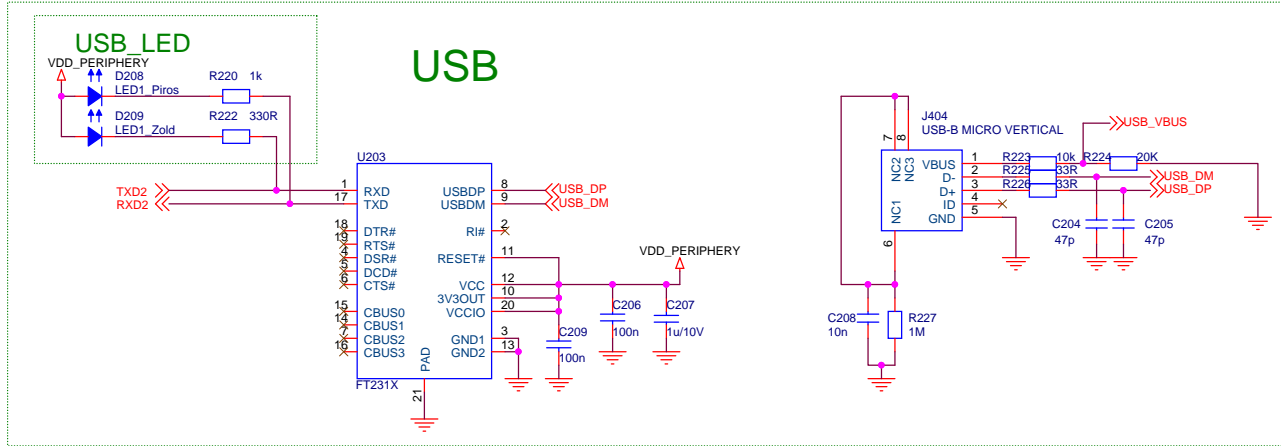 USB_LED
VDD_PERIPHERY
D208
R220 1k
LED1_Piros
D209
R222 330R
LED1_Zold
USB
U203
TXD2 1 RXD USBDP 8 USB_DP
RXD2 17 TXD USBDM 9 USB_DM
18 DTR# RI# 2
19 RTS#
4 DSR# RESET# 11
5 DCD#
6 CTS# VCC 12
3V3OUT 10
15 CBUS0 VCCIO 20
14 CBUS1
7 CBUS2 GND1 3
16 CBUS3 GND2 13
PAD
FT231X
21
VDD_PERIPHERY
C206
100n
C207
1u/10V
C209
100n
J404
USB-B MICRO VERTICAL
7 8
NC2 NC3
VBUS 1 R223 10k R224 20K
USB_VBUS
D- 2 R225 33R USB_DM
D+ 3 R226 33R USB_DP
ID 4
GND 5
NC1
6
C204
47p
C205
47p
C208
10n
R227
1M